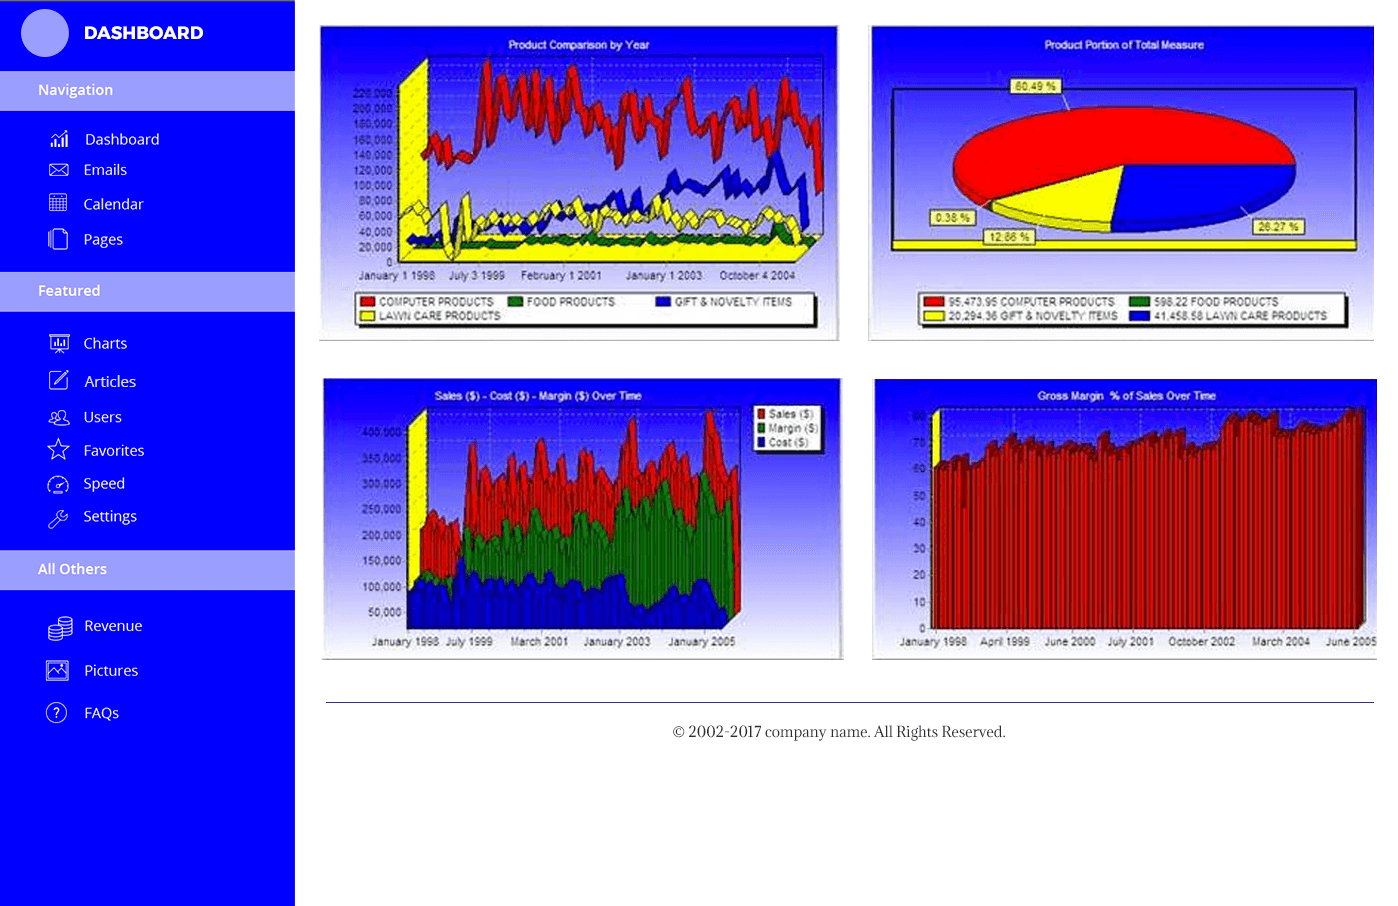 DASHBOARD
Navigation
Dashboard
Emails
Calendar
Pages
Featured
Charts
Articles
Users
Favorites
Speed
Settings
All Others
Revenue
Pictures
? FAQs
Product Comparison by Year
220,000
200,000
180,000
160,000
140,000
120,000
100,000
80,000
60,000
40,000
20,000
0
January 1 1998 July 3 1999 February 1 2001 January 1 2003 October 4 2004
COMPUTER PRODUCTS FOOD PRODUCTS GIFT & NOVELTY ITEMS
LAWN CARE PRODUCTS
Product Portion of Total Measure
60.49 %
0.38 %
12.86 %
26.27 %
95,473.95 COMPUTER PRODUCTS 598.22 FOOD PRODUCTS
20,294.36 GIFT & NOVELTY ITEMS 41,458.58 LAWN CARE PRODUCTS
Sales ($) - Cost ($) - Margin ($) Over Time
400,000
350,000
300,000
250,000
200,000
150,000
100,000
50,000
January 1998 July 1999 March 2001 January 2003 January 2005
Sales ($)
Margin ($)
Cost ($)
Gross Margin % of Sales Over Time
80
70
60
50
40
30
20
10
0
January 1998 April 1999 June 2000 July 2001 October 2002 March 2004 June 2005
© 2002-2017 company name. All Rights Reserved.